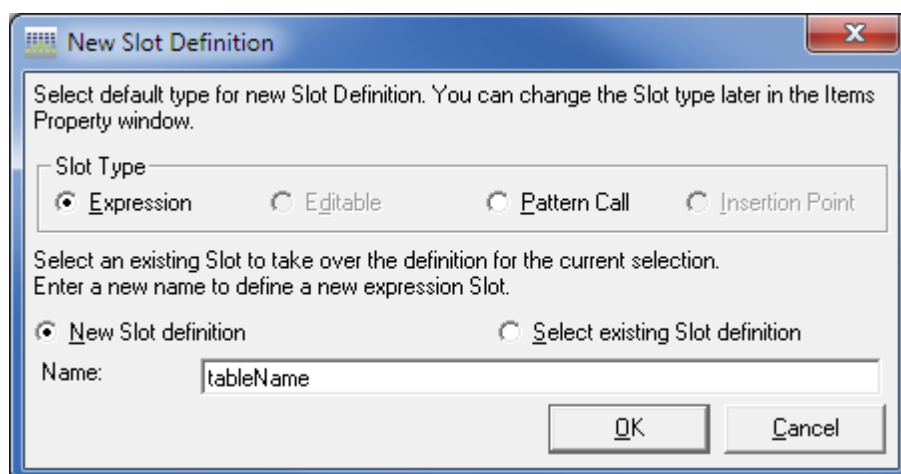 New Slot Definition
Select default type for new Slot Definition. You can change the Slot type later in the Items
Property window.
Slot Type
Expression Editable Pattern Call Insertion Point
Select an existing Slot to take over the definition for the current selection.
Enter a new name to define a new expression Slot.
New Slot definition Select existing Slot definition
Name: tableName
OK Cancel